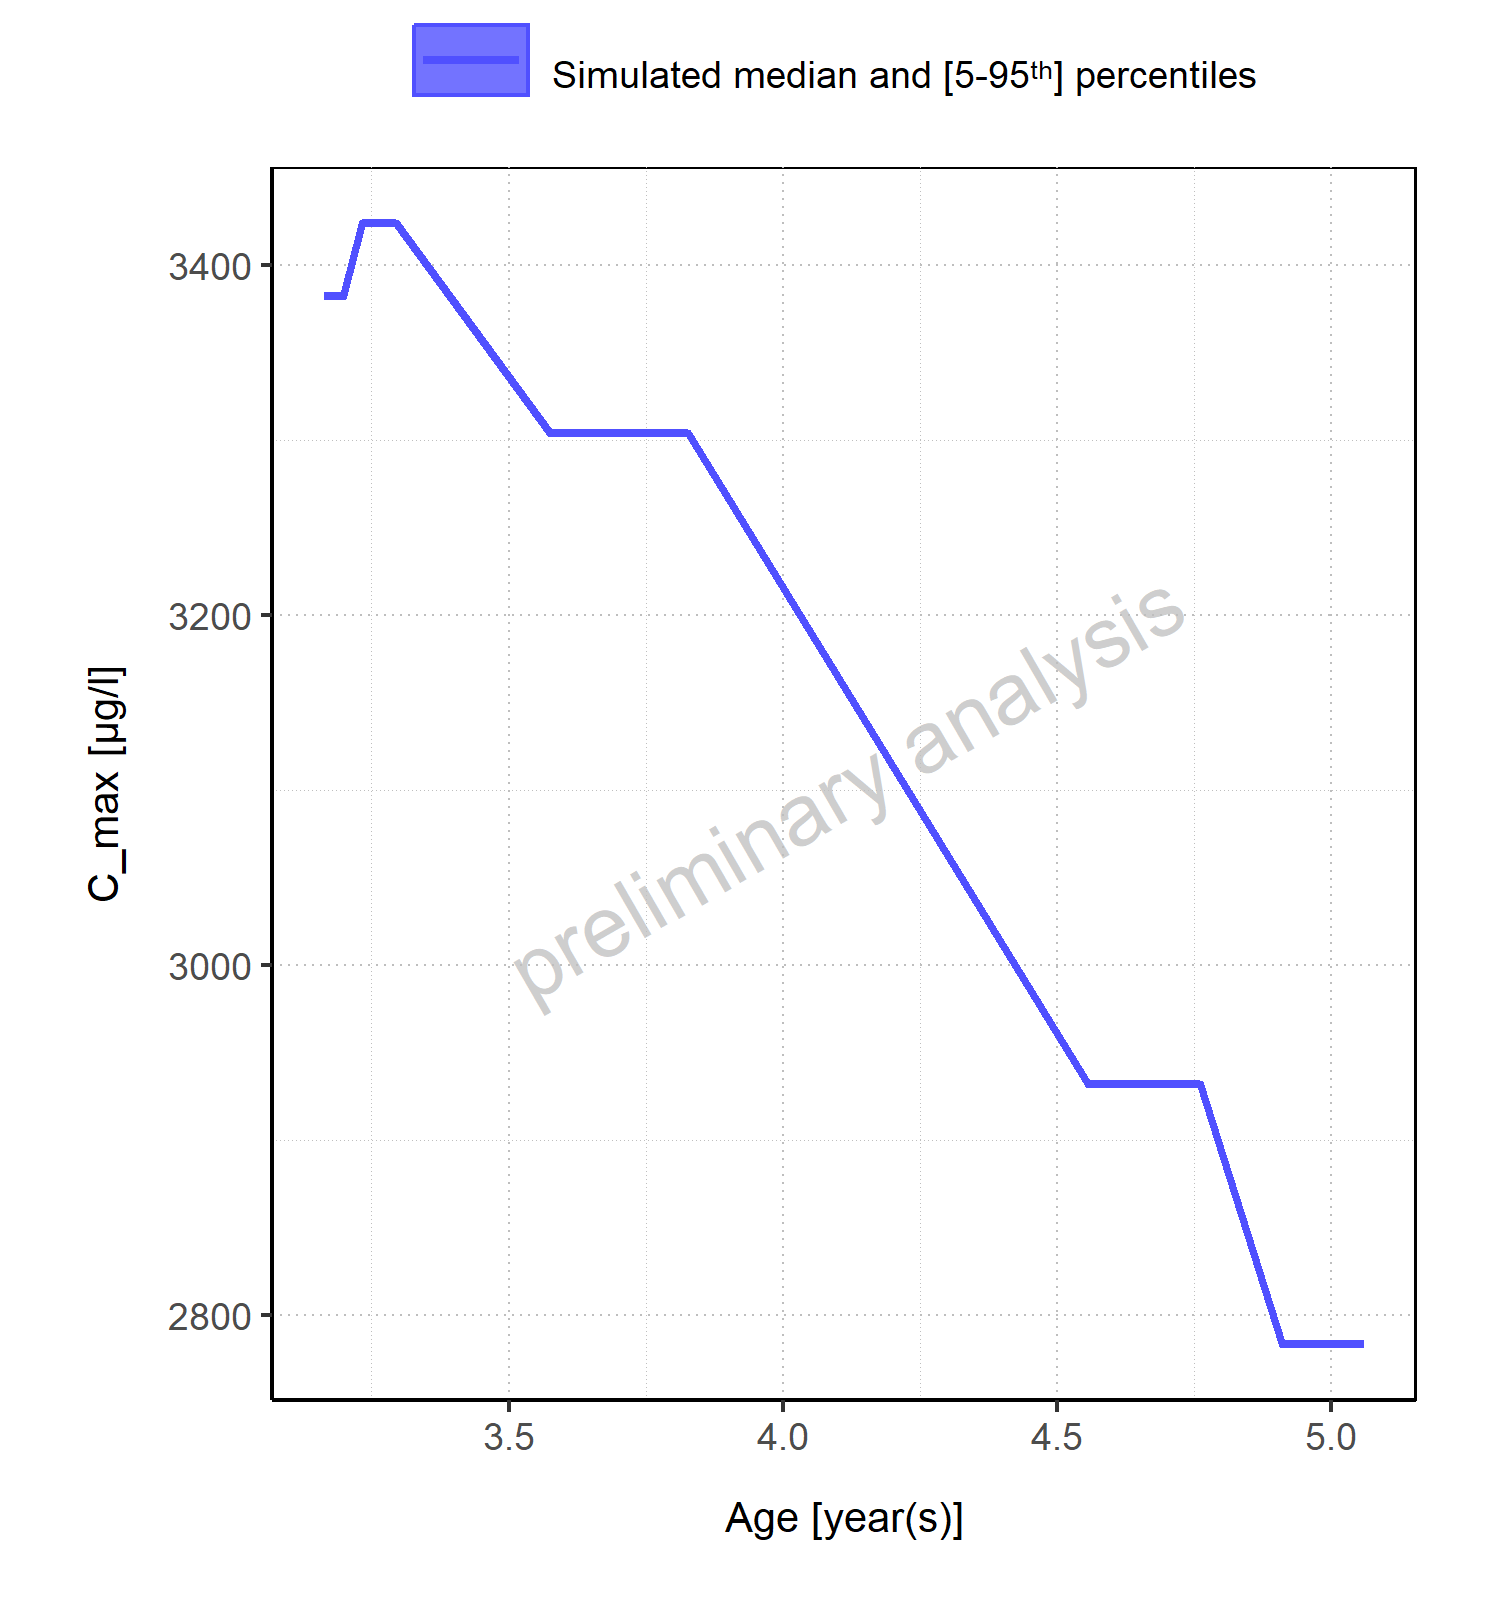 Simulated median and [5-95ᵗʰ] percentiles
3400
3200
3000
2800
C_max [µg/l]
preliminary analysis
3.5 4.0 4.5 5.0
Age [year(s)]